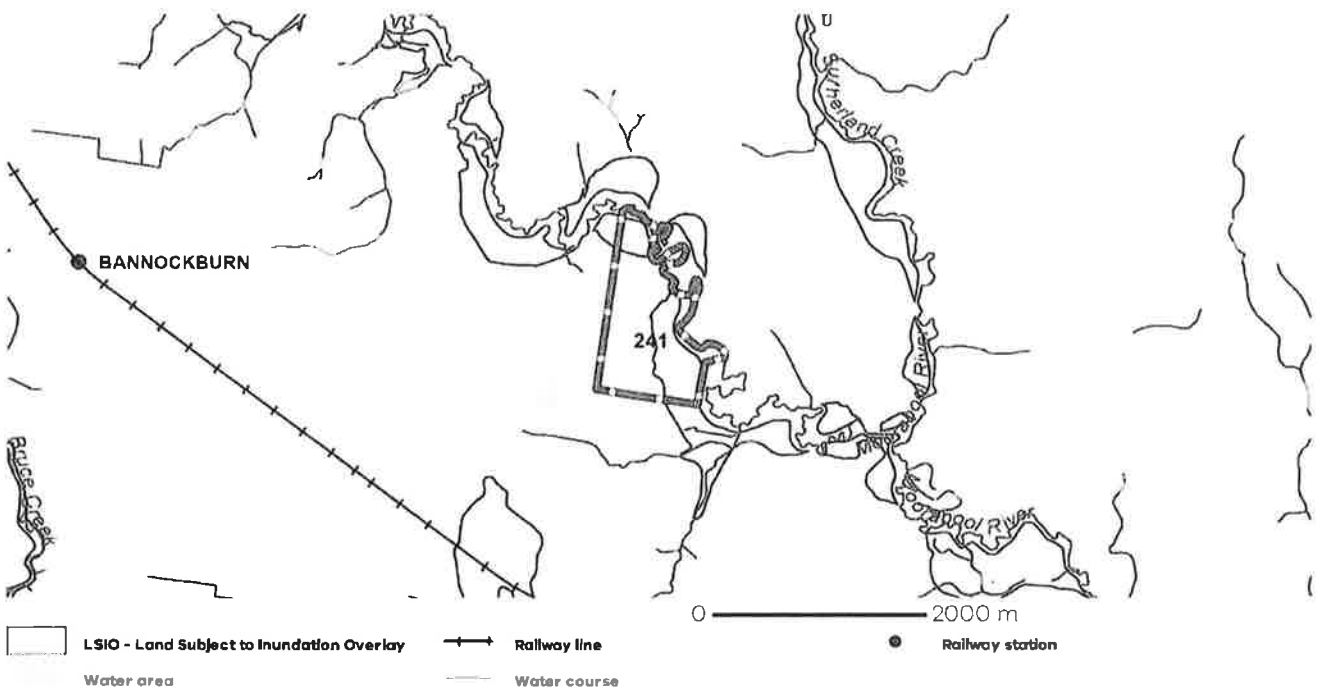 U
Sutherland Creek
BANNOCKBURN
241
Moorabool River
Bruce Creek
0 2000 m
LSIO - Land Subject to Inundation Overlay
Railway line
Railway station
Water area
Water course